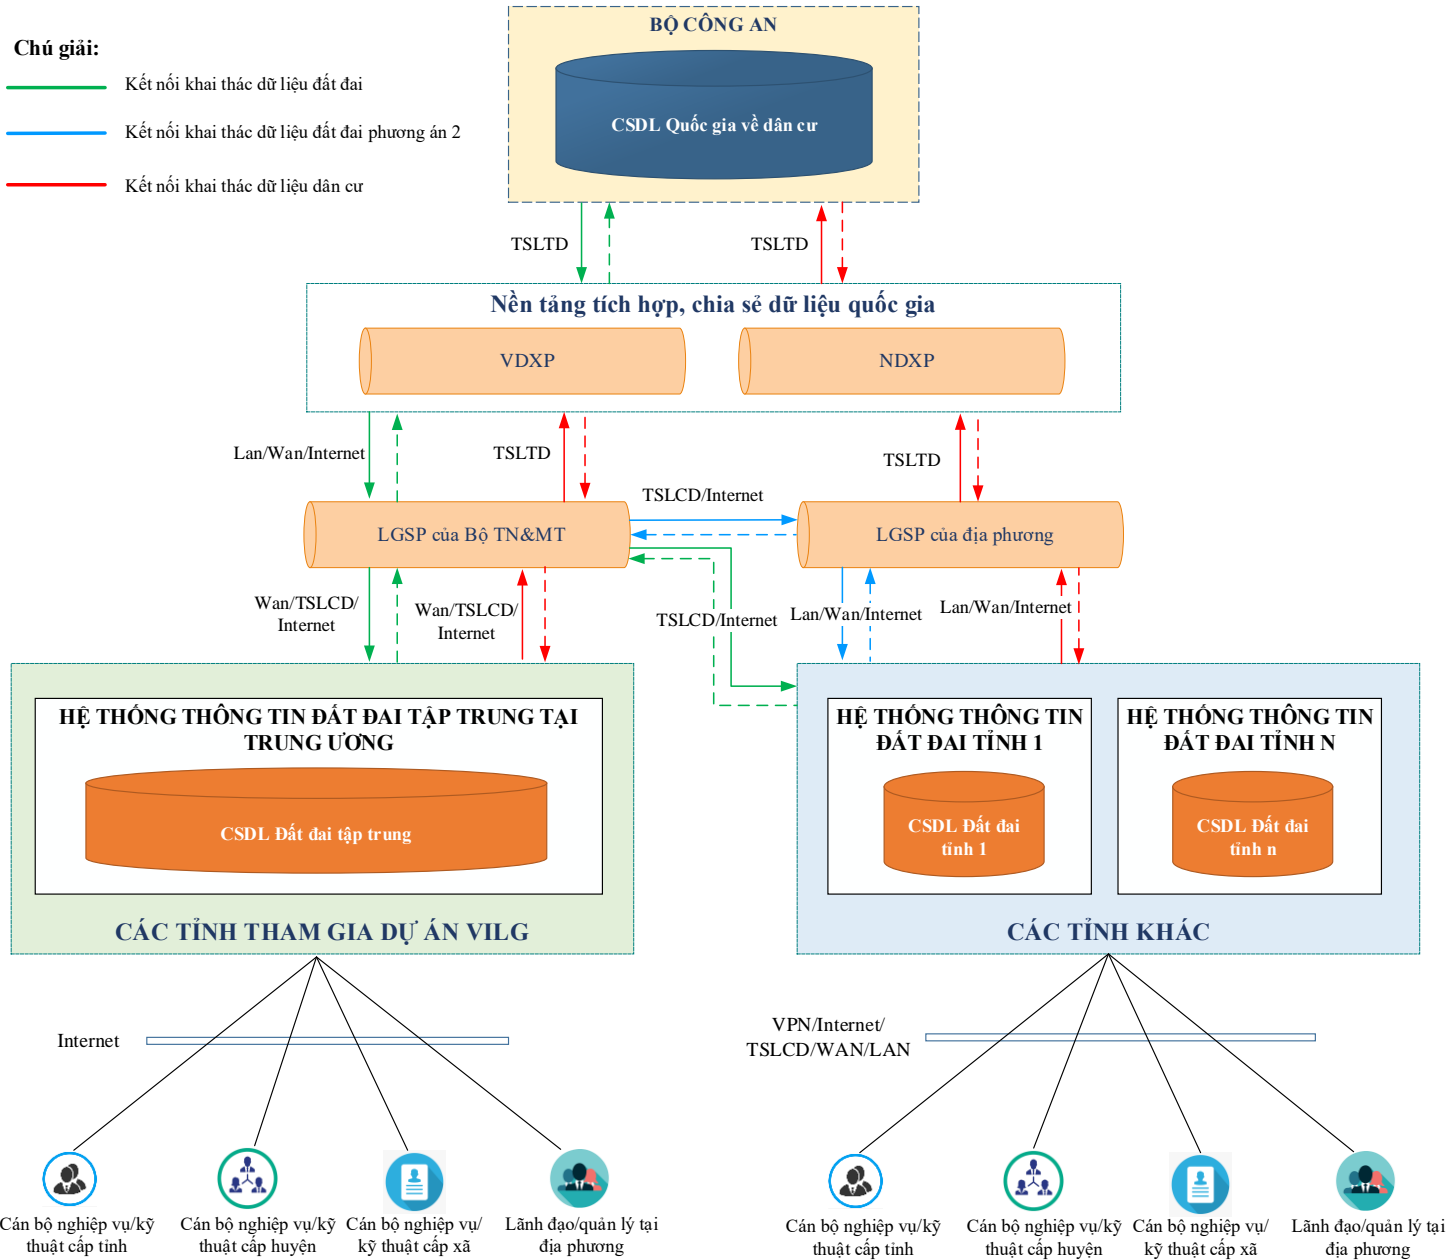 BỘ CÔNG AN
CSDL Quốc gia về dân cư
Chú giải:
Kết nối khai thác dữ liệu đất đai
Kết nối khai thác dữ liệu đất đai phương án 2
Kết nối khai thác dữ liệu dân cư
TSLTD
TSLTD
Nền tảng tích hợp, chia sẻ dữ liệu quốc gia
VDXP
NDXP
Lan/Wan/Internet
TSLTD
TSLTD
TSLCD/Internet
LGSP của Bộ TN&MT
LGSP của địa phương
Wan/TSLCD/
Internet
Wan/TSLCD/
Internet
TSLCD/Internet
Lan/Wan/Internet
Lan/Wan/Internet
HỆ THỐNG THÔNG TIN ĐẤT ĐAI TẬP TRUNG TẠI
TRUNG ƯƠNG
CSDL Đất đai tập trung
CÁC TỈNH THAM GIA DỰ ÁN VILG
HỆ THỐNG THÔNG TIN
ĐẤT ĐAI TỈNH 1
CSDL Đất đai
tỉnh 1
HỆ THỐNG THÔNG TIN
ĐẤT ĐAI TỈNH N
CSDL Đất đai
tỉnh n
CÁC TỈNH KHÁC
Internet
VPN/Internet/
TSLCD/WAN/LAN
Cán bộ nghiệp vụ/kỹ
thuật cấp tỉnh
Cán bộ nghiệp vụ/kỹ
thuật cấp huyện
Cán bộ nghiệp vụ/
kỹ thuật cấp xã
Lãnh đạo/quản lý tại
địa phương
Cán bộ nghiệp vụ/kỹ
thuật cấp tỉnh
Cán bộ nghiệp vụ/kỹ
thuật cấp huyện
Cán bộ nghiệp vụ/
kỹ thuật cấp xã
Lãnh đạo/quản lý tại
địa phương